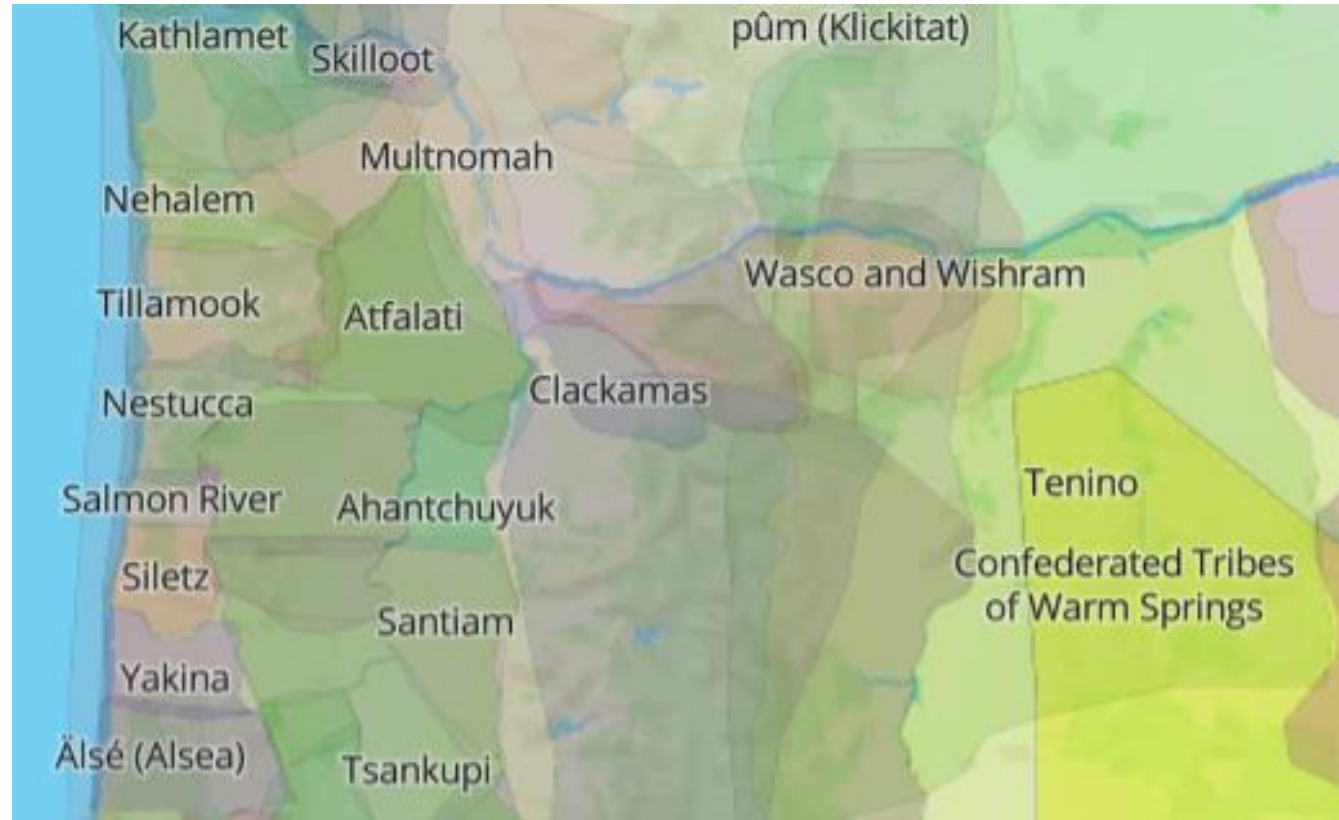 pûm (Klickitat)
Kathlamet
Skilloot
Multnomah
Nehalem
Wasco and Wishram
Tillamook
Atfalati
Clackamas
Nestucca
Tenino
Salmon River
Ahantchuyuk
Confederated Tribes
of Warm Springs
Siletz
Santiam
Yakina
Älsé (Alsea)
Tsankupi